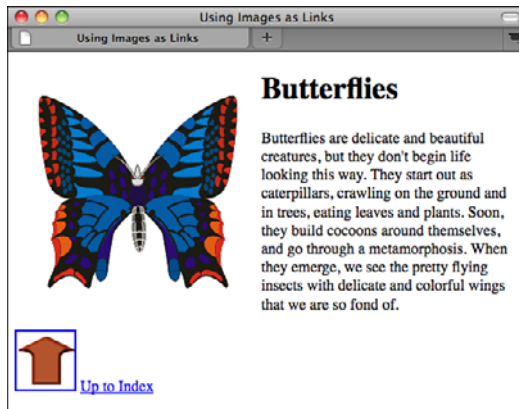 Using Images as Links
Using Images as Links
Butterflies
Butterflies are delicate and beautiful
creatures, but they don't begin life
looking this way. They start out as
caterpillars, crawling on the ground and
in trees, eating leaves and plants. Soon,
they build cocoons around themselves,
and go through a metamorphosis. When
they emerge, we see the pretty flying
insects with delicate and colorful wings
that we are so fond of.
Up to Index